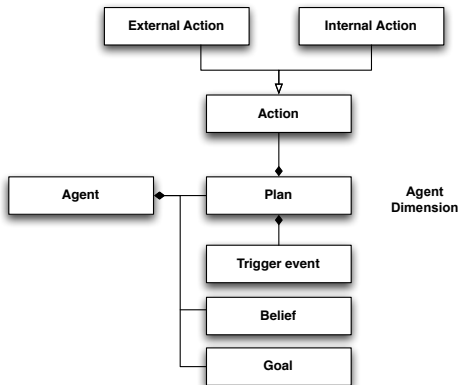 External Action
Internal Action
Action
Agent
Plan
Agent
Dimension
Trigger event
Belief
Goal